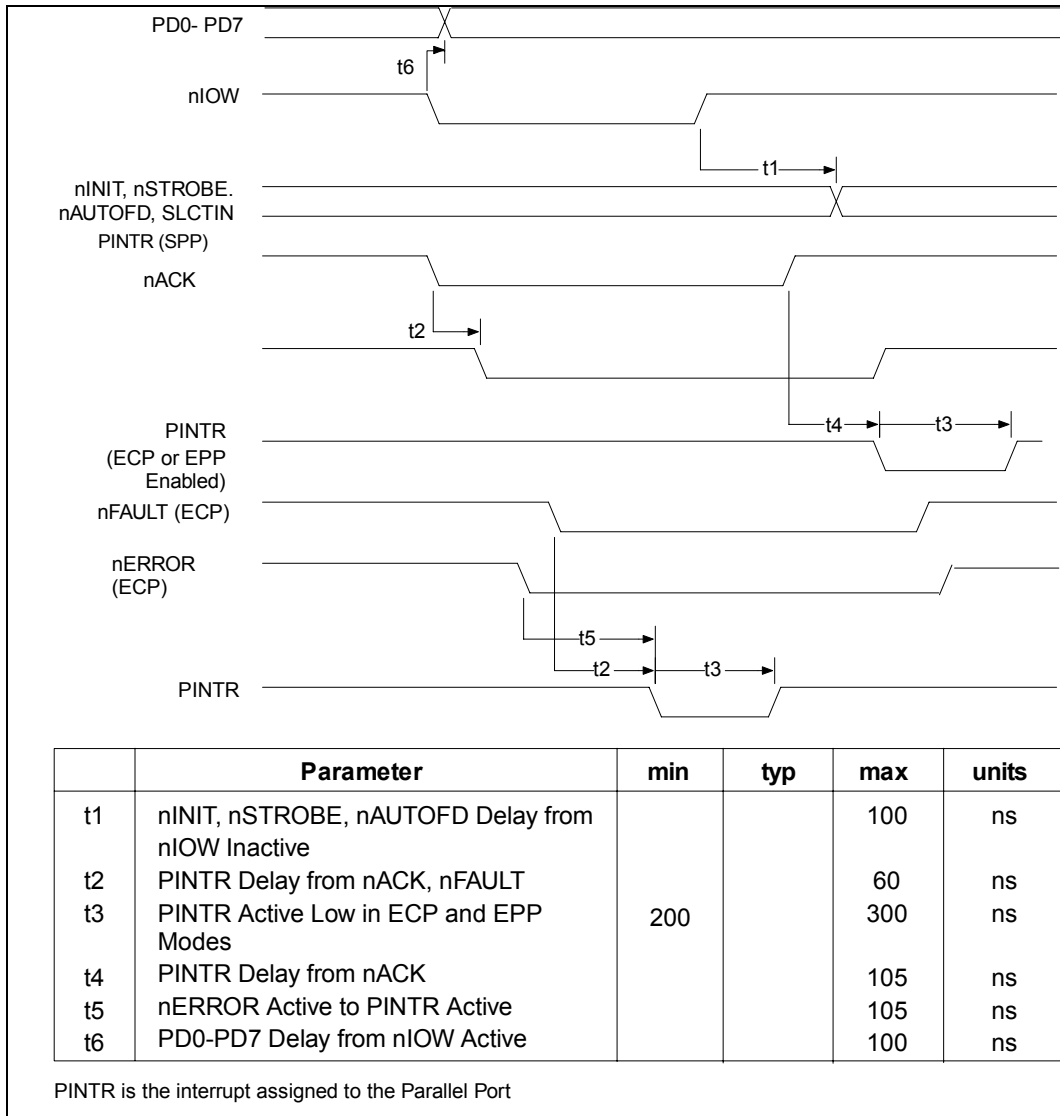 PD0- PD7
t6
nIOW
t1
nINIT, nSTROBE.
nAUTOFD, SLCTIN
PINTR (SPP)
nACK
t2
t4
t3
PINTR
(ECP or EPP
Enabled)
nFAULT (ECP)
nERROR
(ECP)
t5
t2
t3
PINTR
Parameter min typ max units
t1 nINIT, nSTROBE, nAUTOFD Delay from 100 ns
nIOW Inactive
t2 PINTR Delay from nACK, nFAULT 60 ns
t3 PINTR Active Low in ECP and EPP 200 300 ns
Modes
t4 PINTR Delay from nACK 105 ns
t5 nERROR Active to PINTR Active 105 ns
t6 PD0-PD7 Delay from nIOW Active 100 ns
PINTR is the interrupt assigned to the Parallel Port